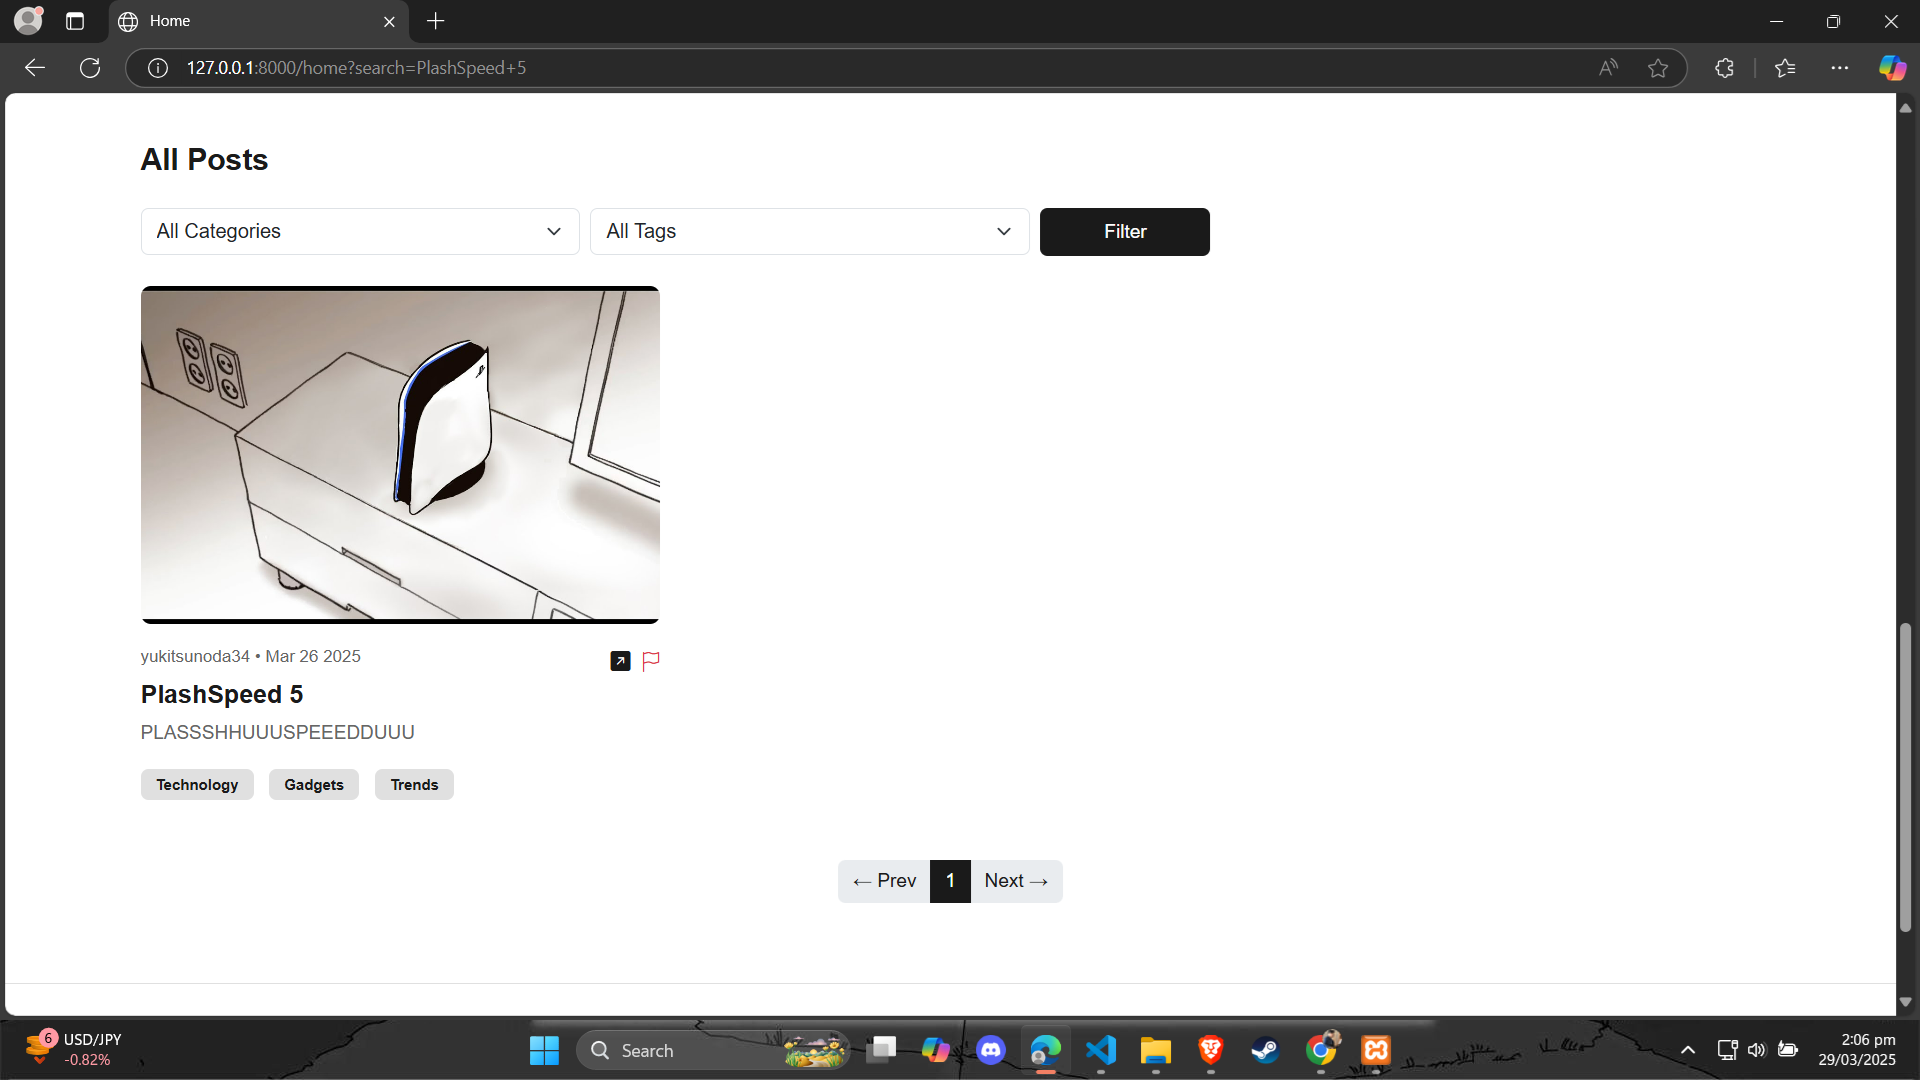 Home
127.0.0.1:8000/home?search=PlashSpeed+5
All Posts
All Categories
All Tags
Filter
yukitsunoda34 • Mar 26 2025
PlashSpeed 5
PLASSSHHUUUSPEEEDDUUU
Technology
Gadgets
Trends
← Prev
1
Next →
6
USD/JPY
-0.82%
Search
2:06 pm
29/03/2025